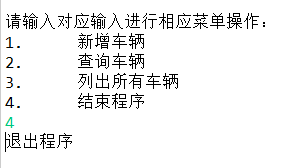 请输入对应输入进行相应菜单操作：
1. 新增车辆
2. 查询车辆
3. 列出所有车辆
4. 结束程序
4
退出程序